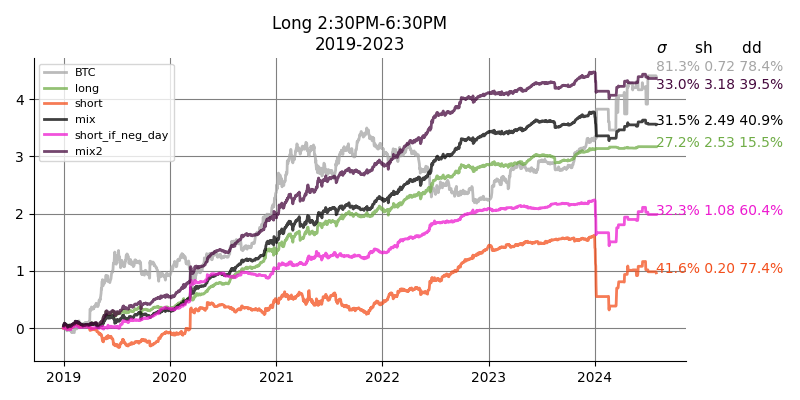 Long 2:30PM-6:30PM
2019-2023
σ sh dd
81.3% 0.72 78.4%
33.0% 3.18 39.5%
31.5% 2.49 40.9%
27.2% 2.53 15.5%
32.3% 1.08 60.4%
41.6% 0.20 77.4%
BTC
long
short
mix
short_if_neg_day
mix2
4
3
2
1
0
2019 2020 2021 2022 2023 2024